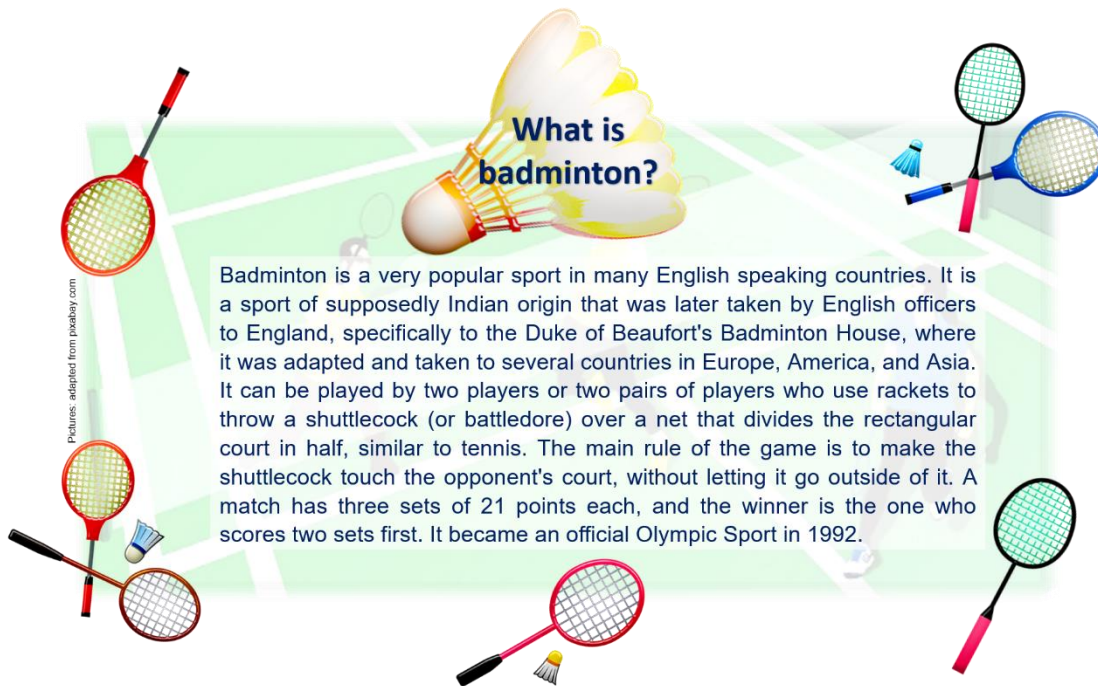 What is
badminton?
Badminton is a very popular sport in many English speaking countries. It is
a sport of supposedly Indian origin that was later taken by English officers
to England, specifically to the Duke of Beaufort's Badminton House, where
it was adapted and taken to several countries in Europe, America, and Asia.
It can be played by two players or two pairs of players who use rackets to
throw a shuttlecock (or battledore) over a net that divides the rectangular
court in half, similar to tennis. The main rule of the game is to make the
shuttlecock touch the opponent's court, without letting it go outside of it. A
match has three sets of 21 points each, and the winner is the one who
scores two sets first. It became an official Olympic Sport in 1992.
Pictures: adapted from pixabay.com